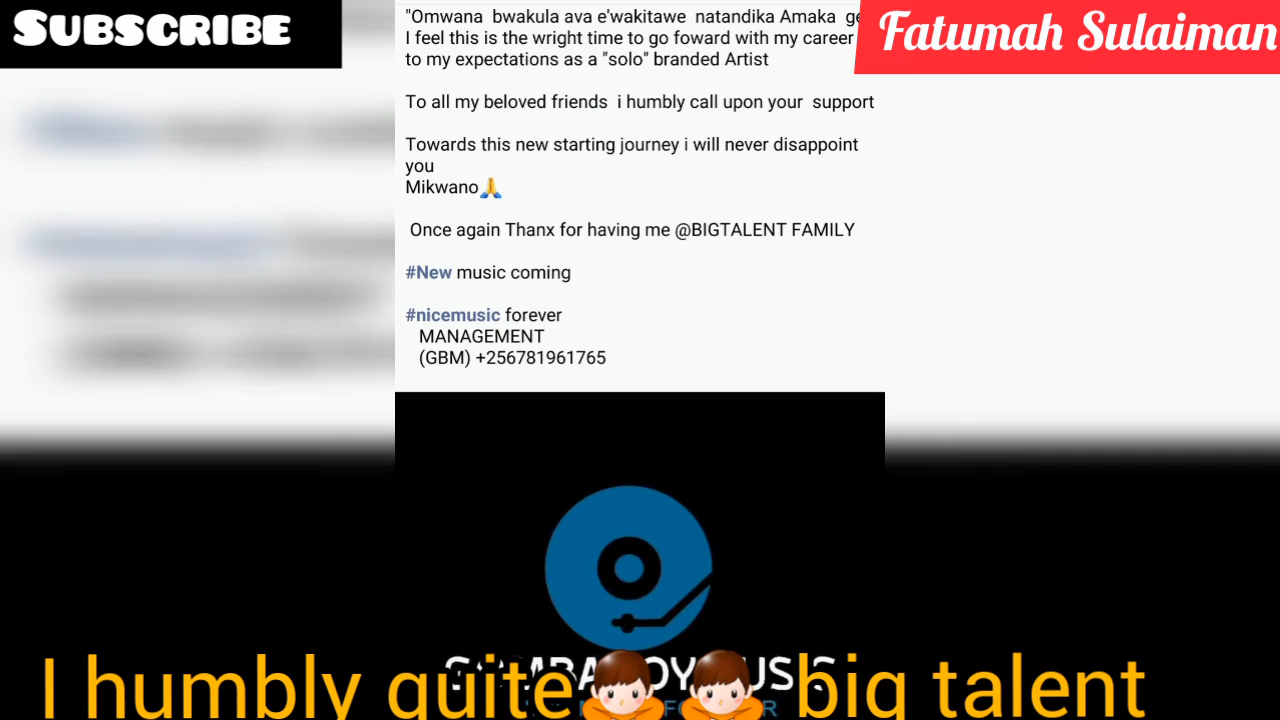 SUBSCRIBE
Fatumah Sulaiman
"Omwana bwakula ava e'wakitawe natandika Amaka
I feel this is the wright time to go foward with my career
to my expectations as a "solo" branded Artist
To all my beloved friends i humbly call upon your support
Towards this new starting journey i will never disappoint
you
Mikwano🙏
Once again Thanx for having me @BIGTALENT FAMILY
#New music coming
#nicemusic forever
MANAGEMENT
(GBM) +256781961765
I humbly quite🙇🙇 big talent